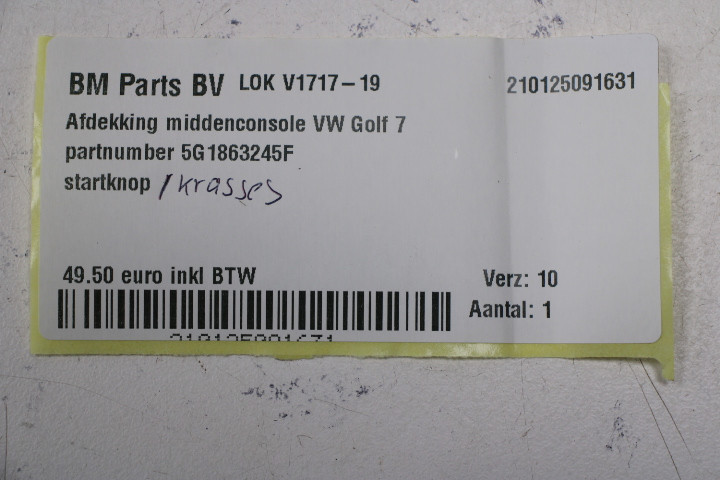 BM Parts BV LOK V1717-19 210125091631
Afdekking middenconsole VW Golf 7
partnumber 5G1863245F
startknop / krasses
49.50 euro inkl BTW Verz: 10
Aantal: 1